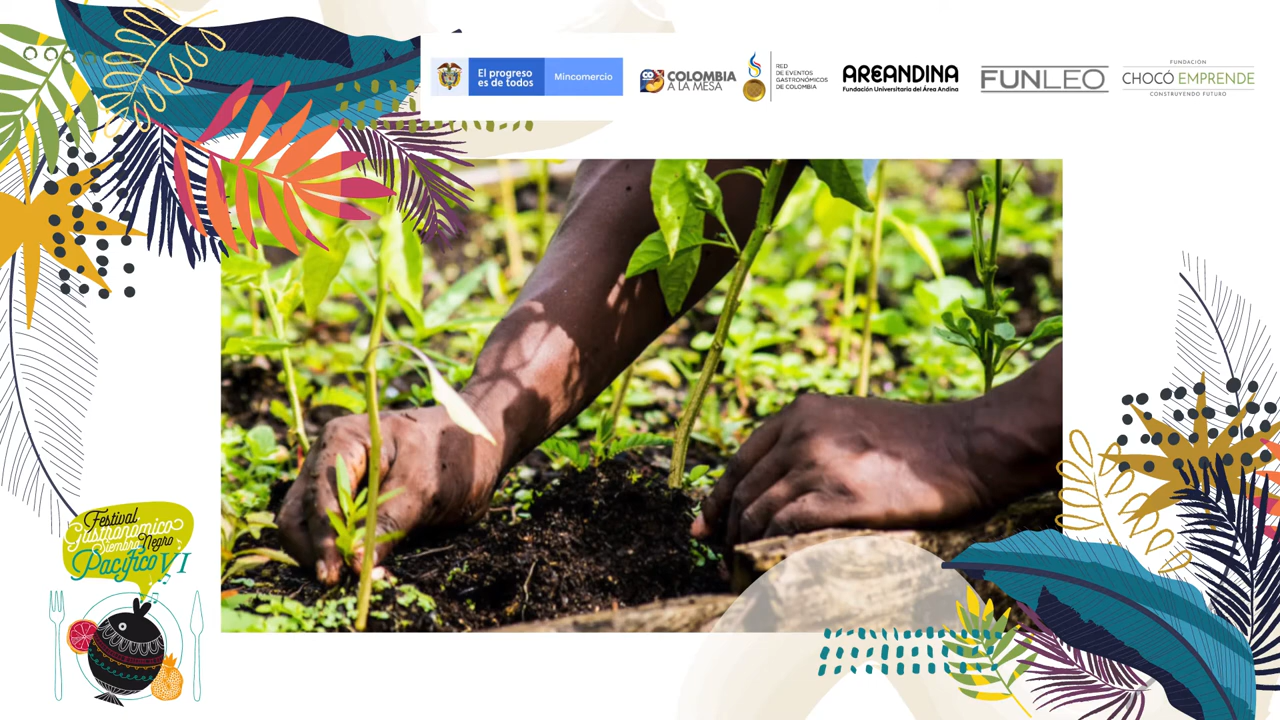 El progreso
es de todos
Mincomercio
CO
COLOMBIA
A LA MESA
RED
DE EVENTOS
GASTRONÓMICOS
DE COLOMBIA
AREANDINA
Fundación Universitaria del Área Andina
FUNLEO
FUNDACIÓN
CHOCÓ EMPRENDE
CONSTRUYENDO FUTURO
Festival
Gastronómico
Siembra Negro
Pacífico VI